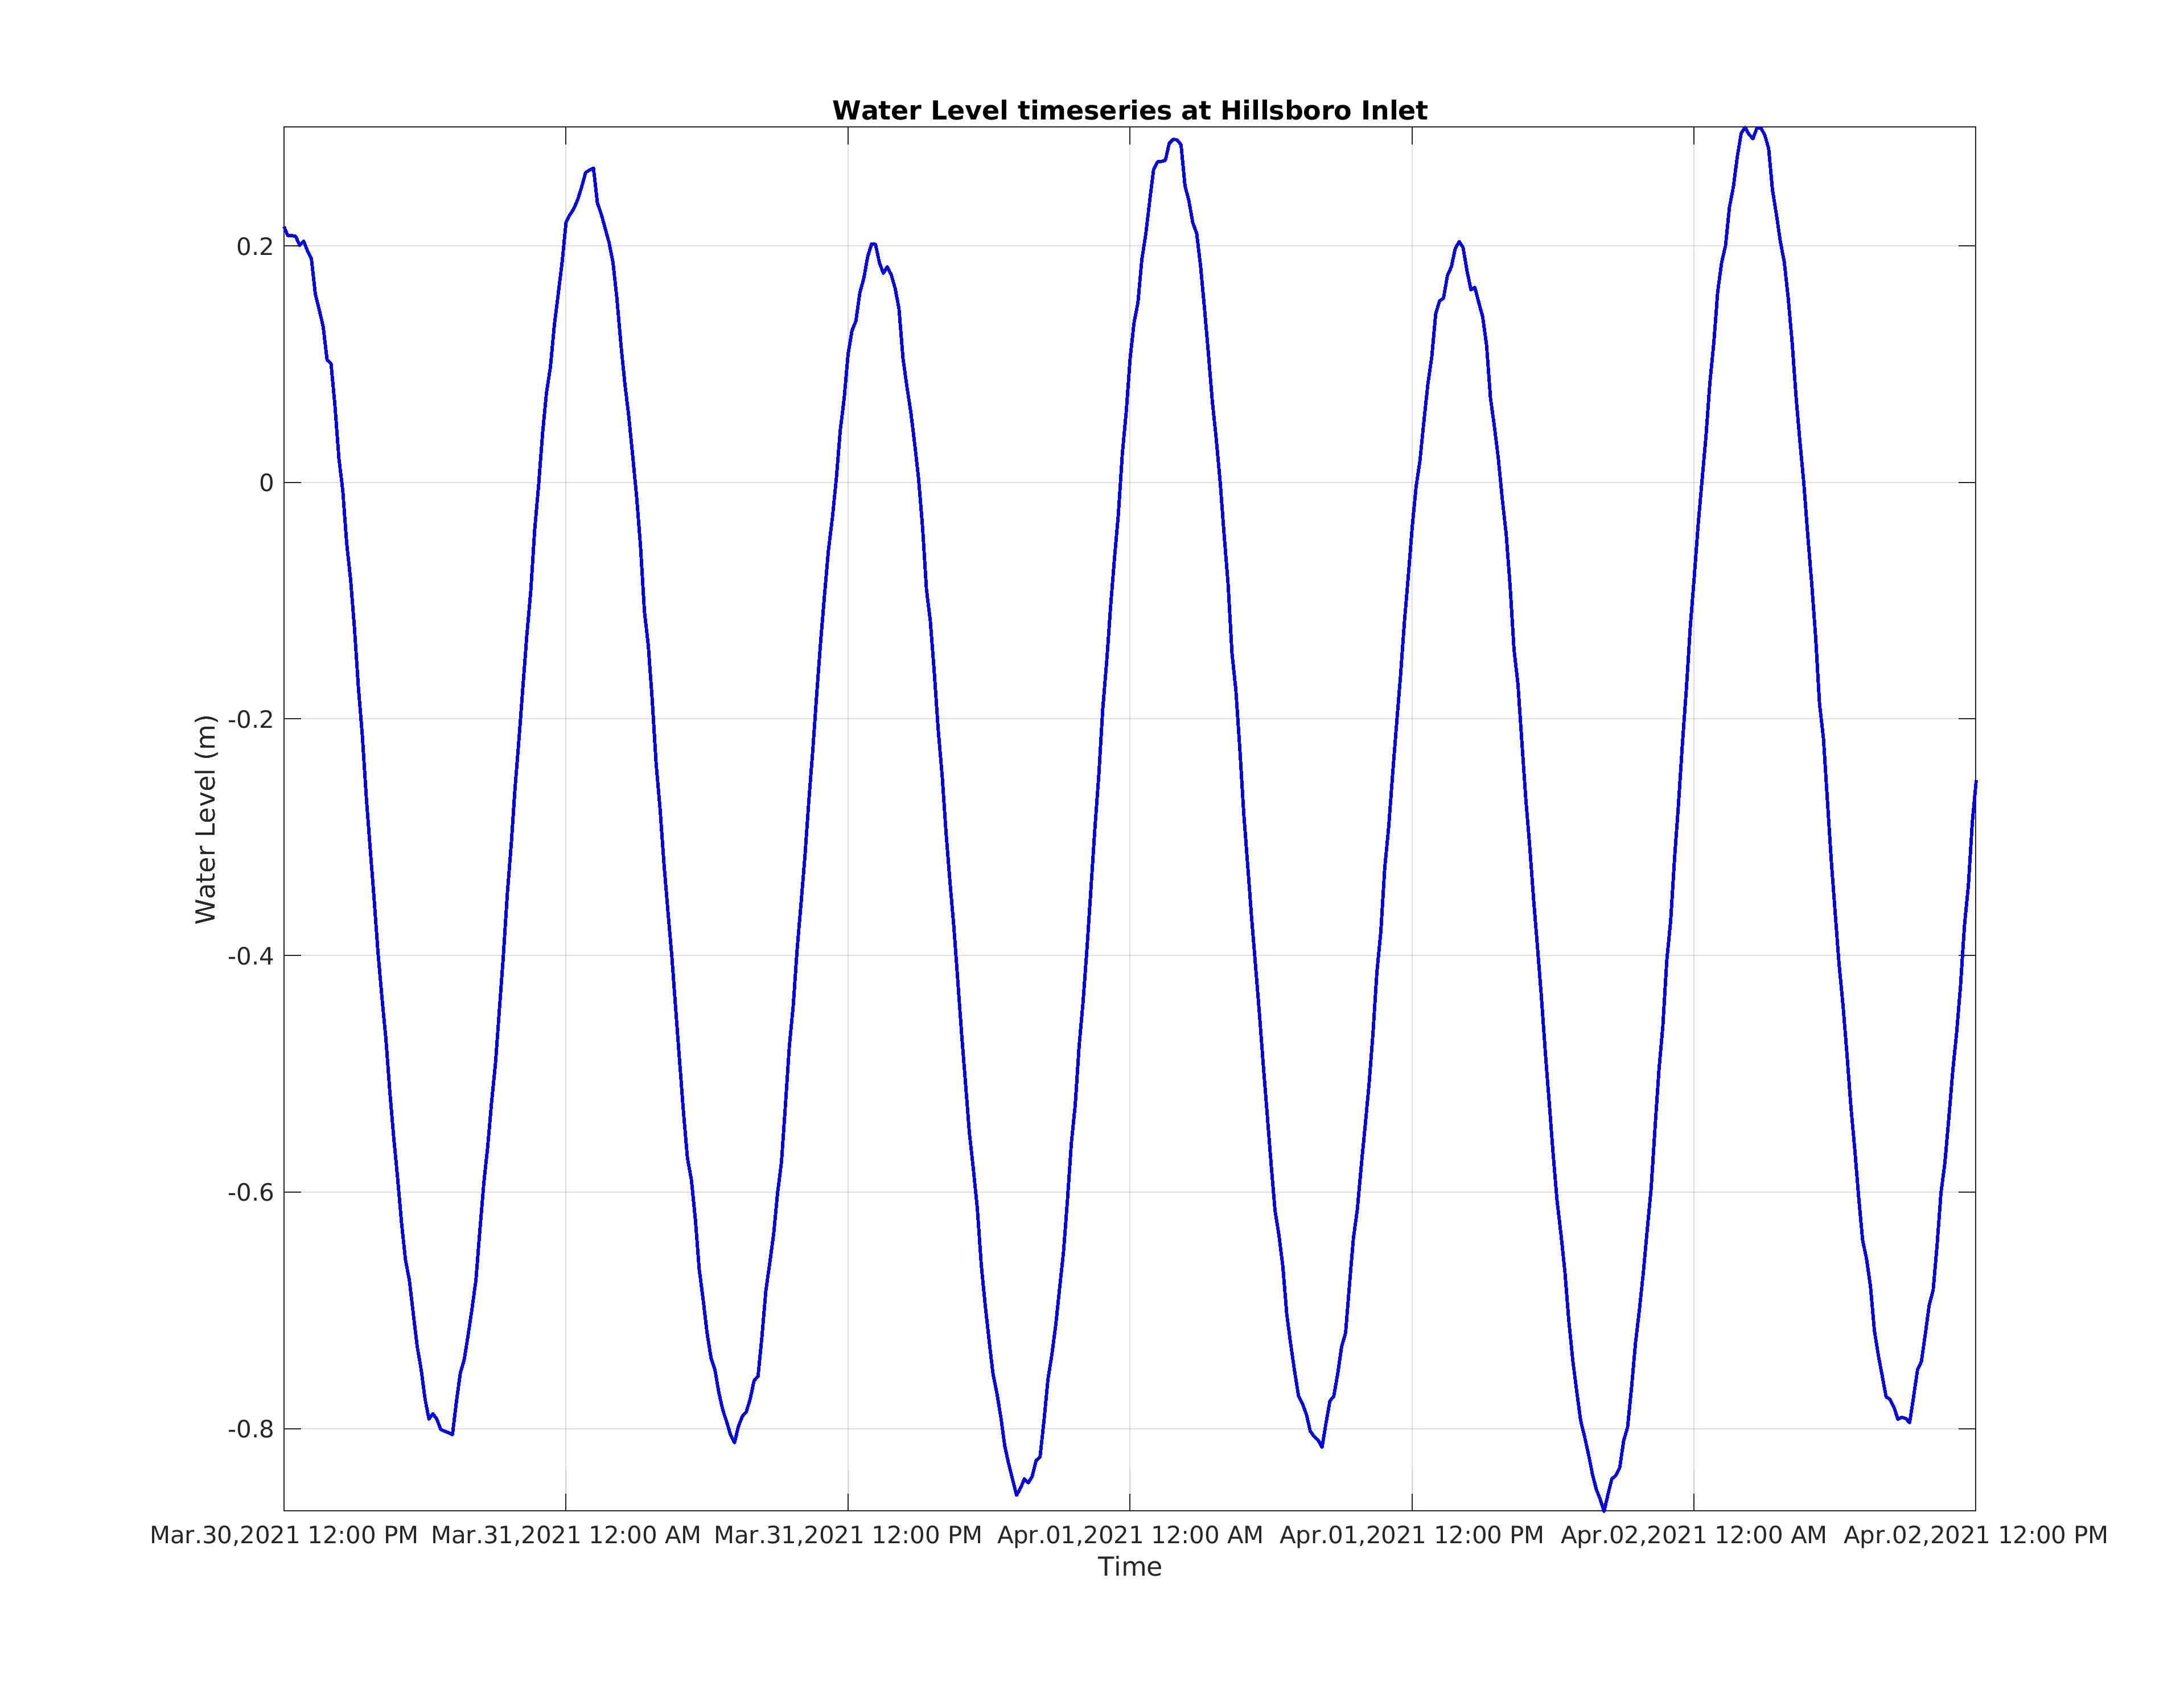 Water Level timeseries at Hillsboro Inlet
Water Level (m)
0.2
0
-0.2
-0.4
-0.6
-0.8
Mar.30,2021 12:00 PM Mar.31,2021 12:00 AM Mar.31,2021 12:00 PM Apr.01,2021 12:00 AM Apr.01,2021 12:00 PM Apr.02,2021 12:00 AM Apr.02,2021 12:00 PM
Time